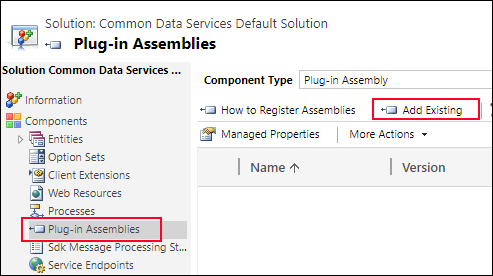 Solution: Common Data Services Default Solution
Plug-in Assemblies
Solution Common Data Services ...
Information
Components
Entities
Option Sets
Client Extensions
Web Resources
Processes
Plug-in Assemblies
Sdk Message Processing St...
Service Endpoints
Component Type Plug-in Assembly
How to Register Assemblies Add Existing
Managed Properties More Actions
Name Version